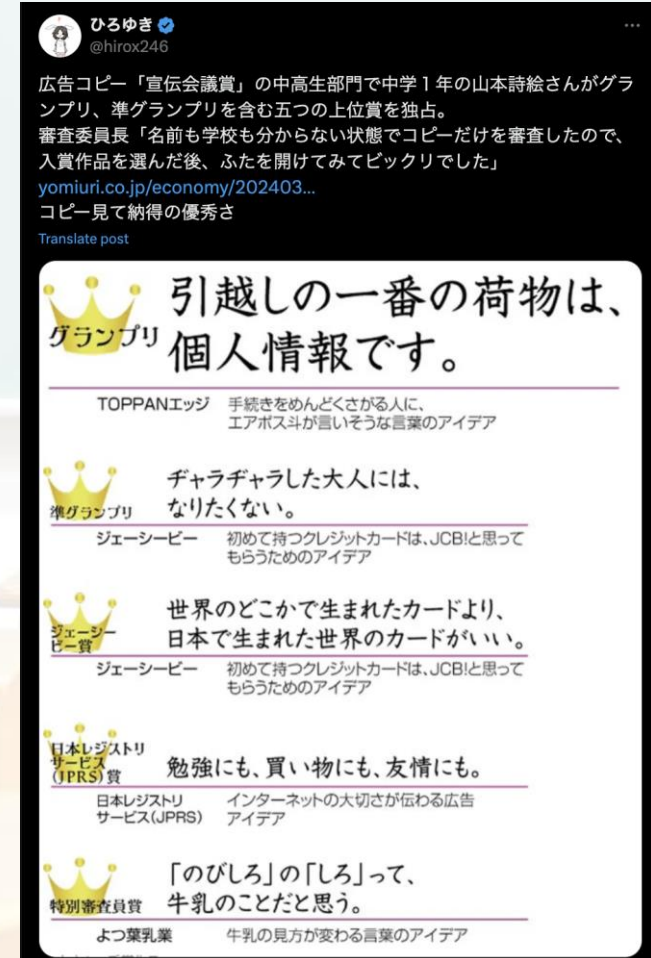 ひろゆき
@hirox246
広告コピー「宣伝会議賞」の中高生部門で中学1年の山本詩絵さんがグラ
ンプリ、準グランプリを含む五つの上位賞を独占。
審査委員長「名前も学校も分からない状態でコピーだけを審査したので、
入賞作品を選んだ後、ふたを開けてみてビックリでした」
yomiuri.co.jp/economy/202403...
コピー見て納得の優秀さ
Translate post
グランプリ
引越しの一番の荷物は、
個人情報です。
TOPPANエッジ 手続きをめんどくさがる人に、
エアポス斗が言いそうな言葉のアイデア
準グランプリ
ヂャラヂャラした大人には、
なりたくない。
ジェーシービー 初めて持つクレジットカードは、JCB!と思って
もらうためのアイデア
ジェーシー
ビー賞
世界のどこかで生まれたカードより、
日本で生まれた世界のカードがいい。
ジェーシービー 初めて持つクレジットカードは、JCB!と思って
もらうためのアイデア
日本レジストリ
サービス
(JPRS)賞
勉強にも、買い物にも、友情にも。
日本レジストリ インターネットの大切さが伝わる広告
サービス(JPRS) アイデア
特別審査員賞
「のびしろ」の「しろ」って、
牛乳のことだと思う。
よつ葉乳業 牛乳の見方が変わる言葉のアイデア